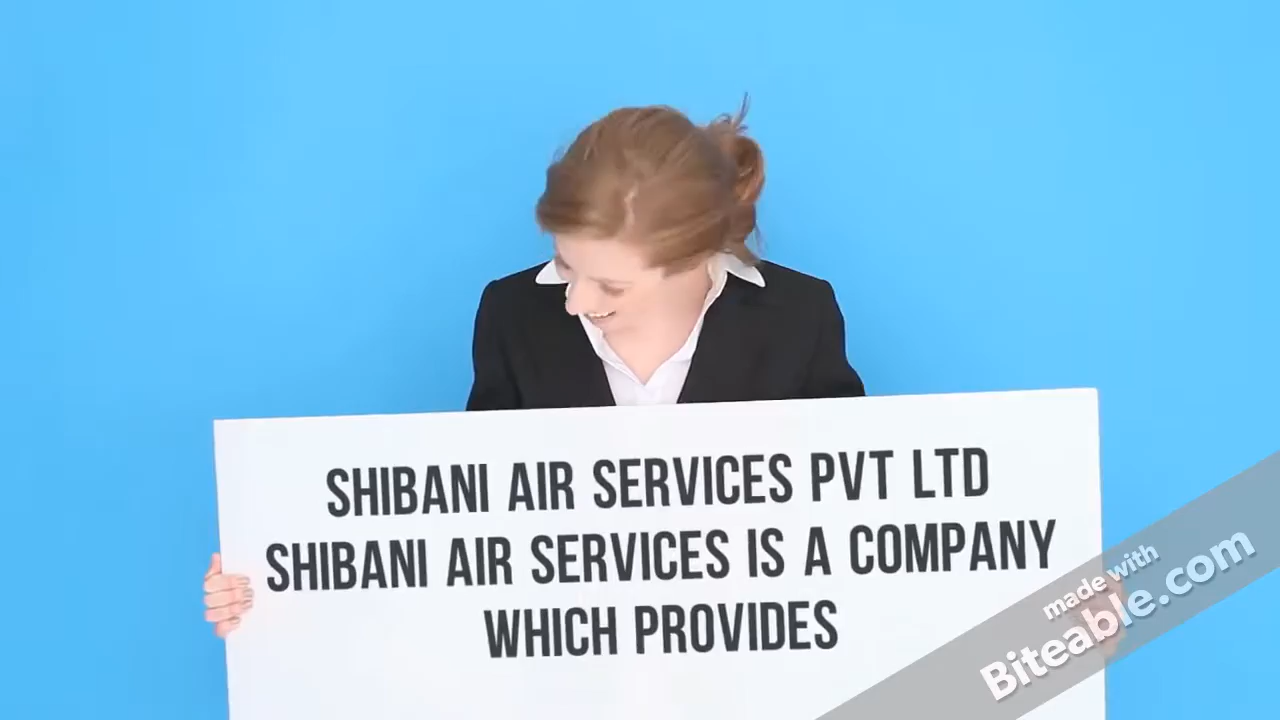 SHIBANI AIR SERVICES PVT LTD
SHIBANI AIR SERVICES IS A COMPANY
WHICH PROVIDES
made with
Biteable.com